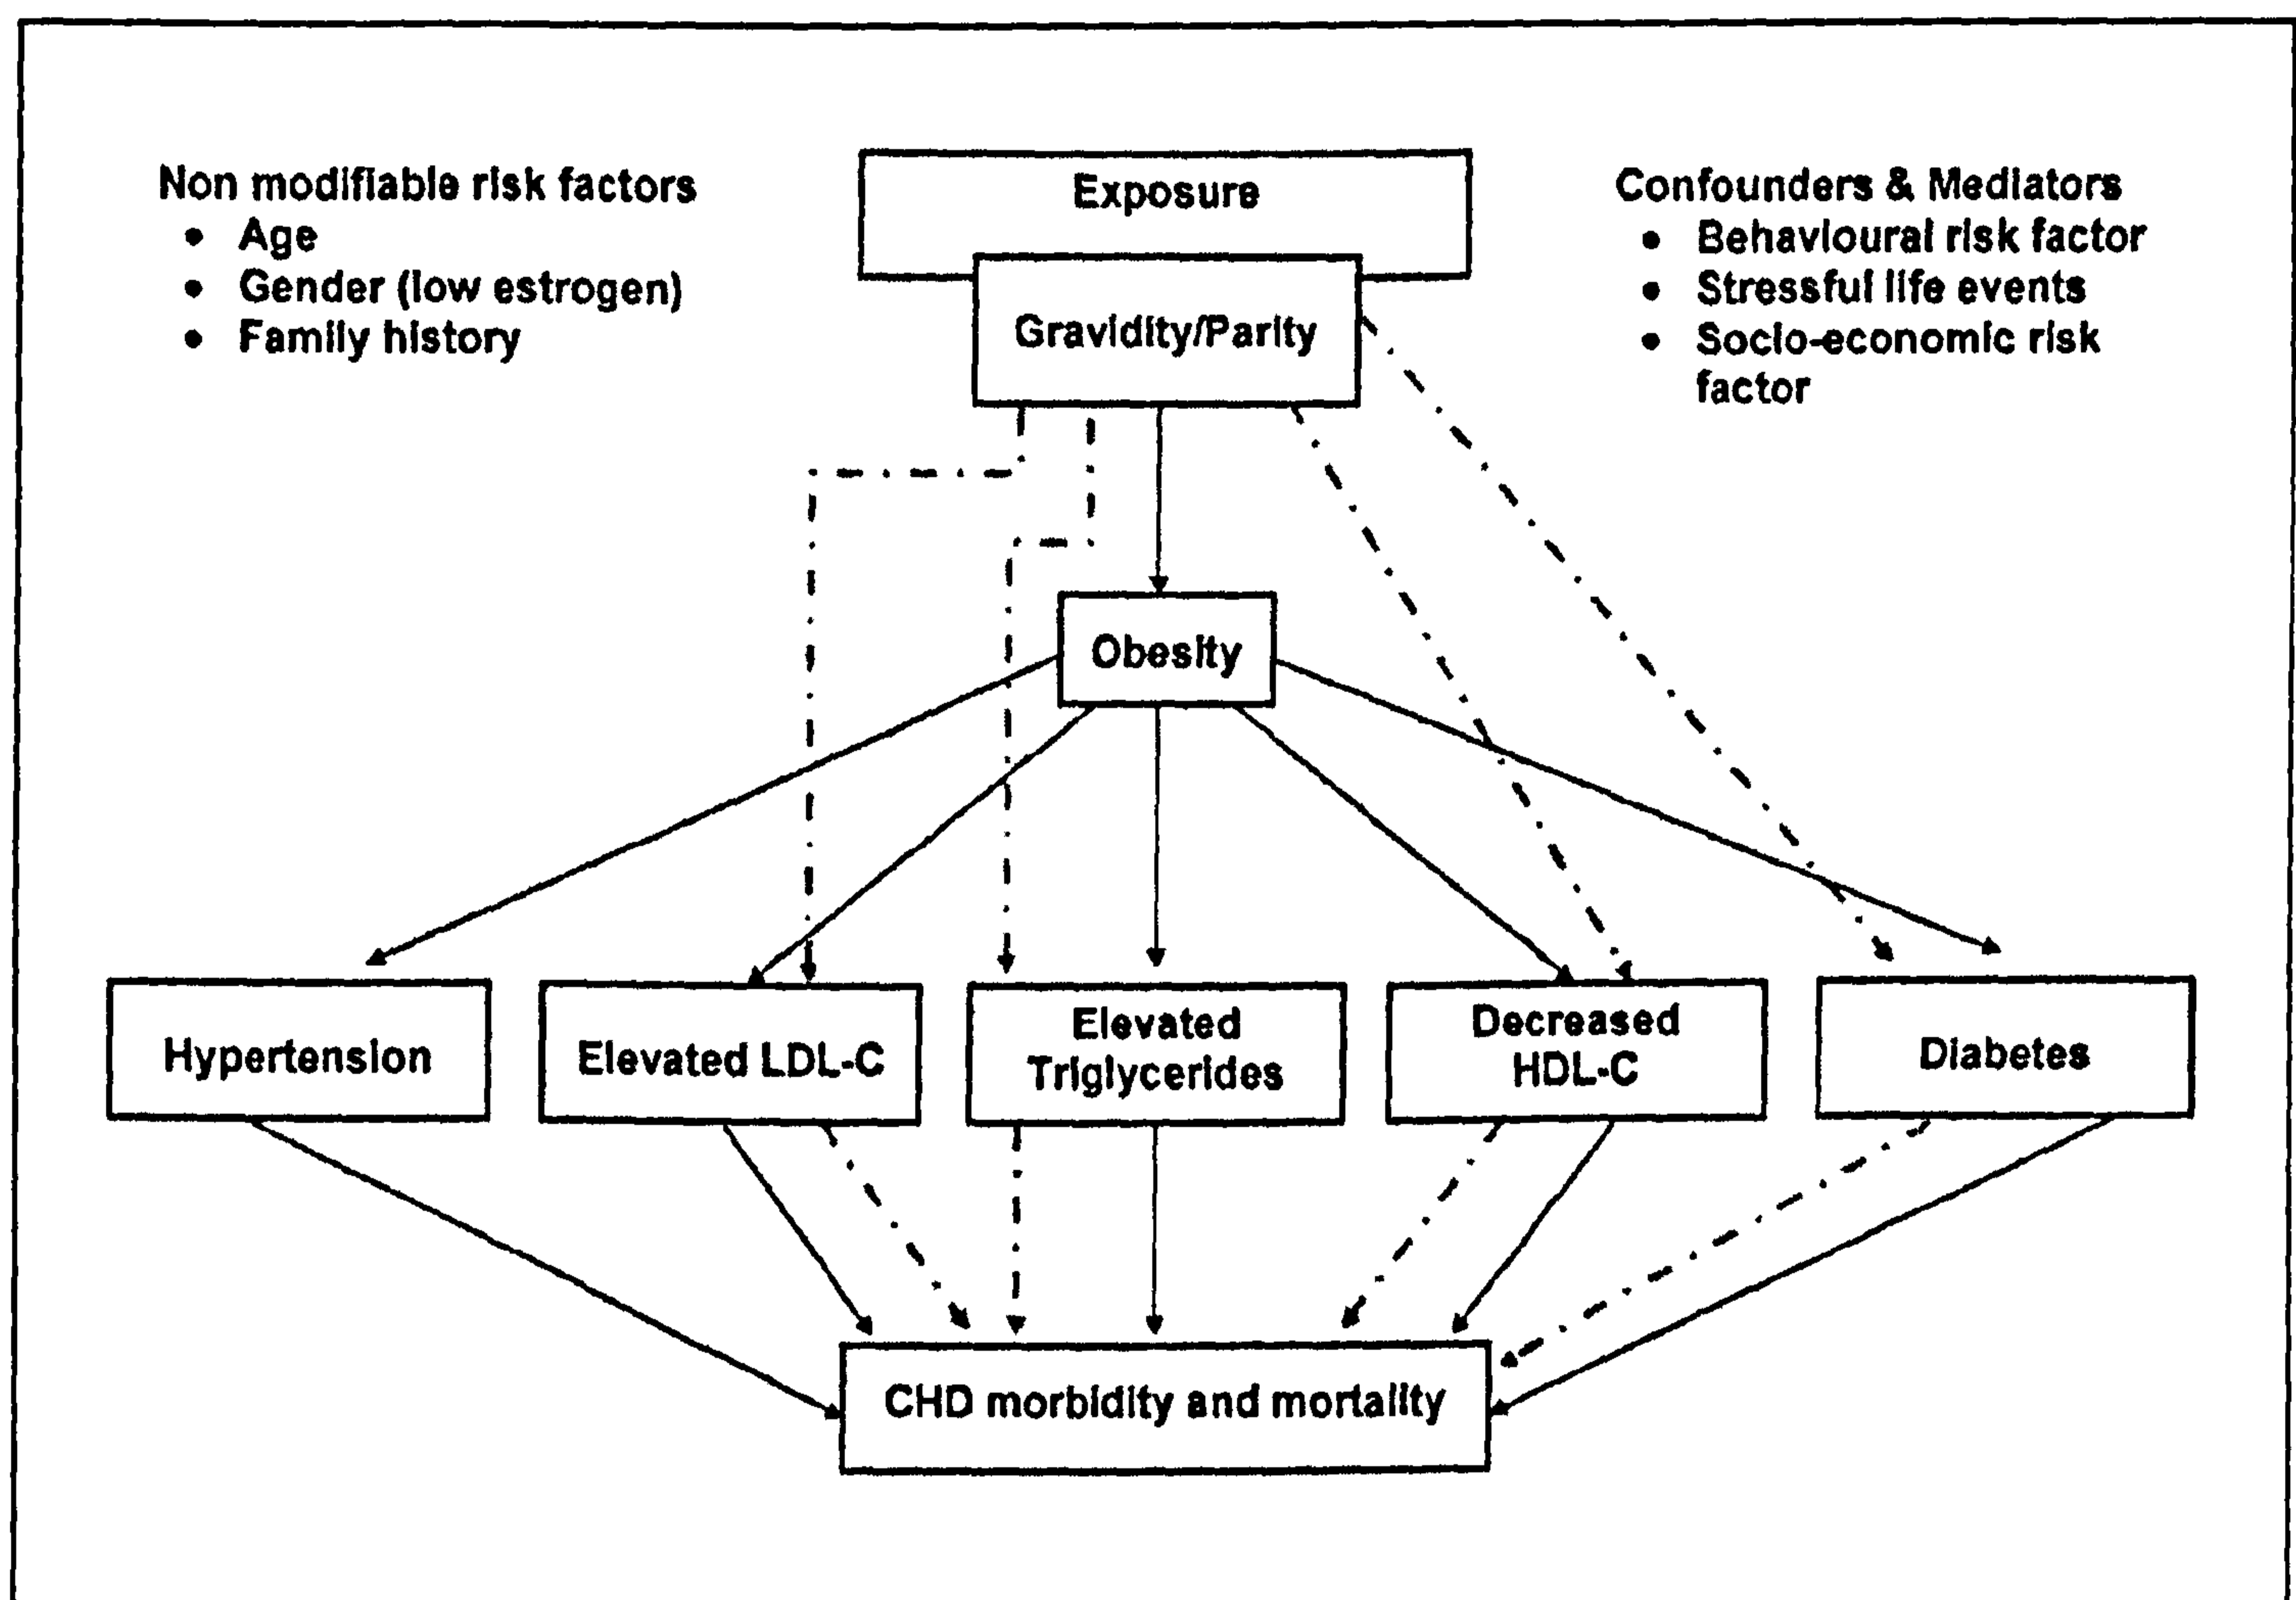 Non modifiable risk factors
• Age
• Gender (low estrogen)
• Family history
Exposure
Gravidity/Parity
Confounders & Mediators
• Behavioural risk factor
• Stressful life events
• Socio-economic risk
factor
Obesity
Hypertension
Elevated LDL-C
Elevated
Triglycerides
Decreased
HDL-C
Diabetes
CHD morbidity and mortality